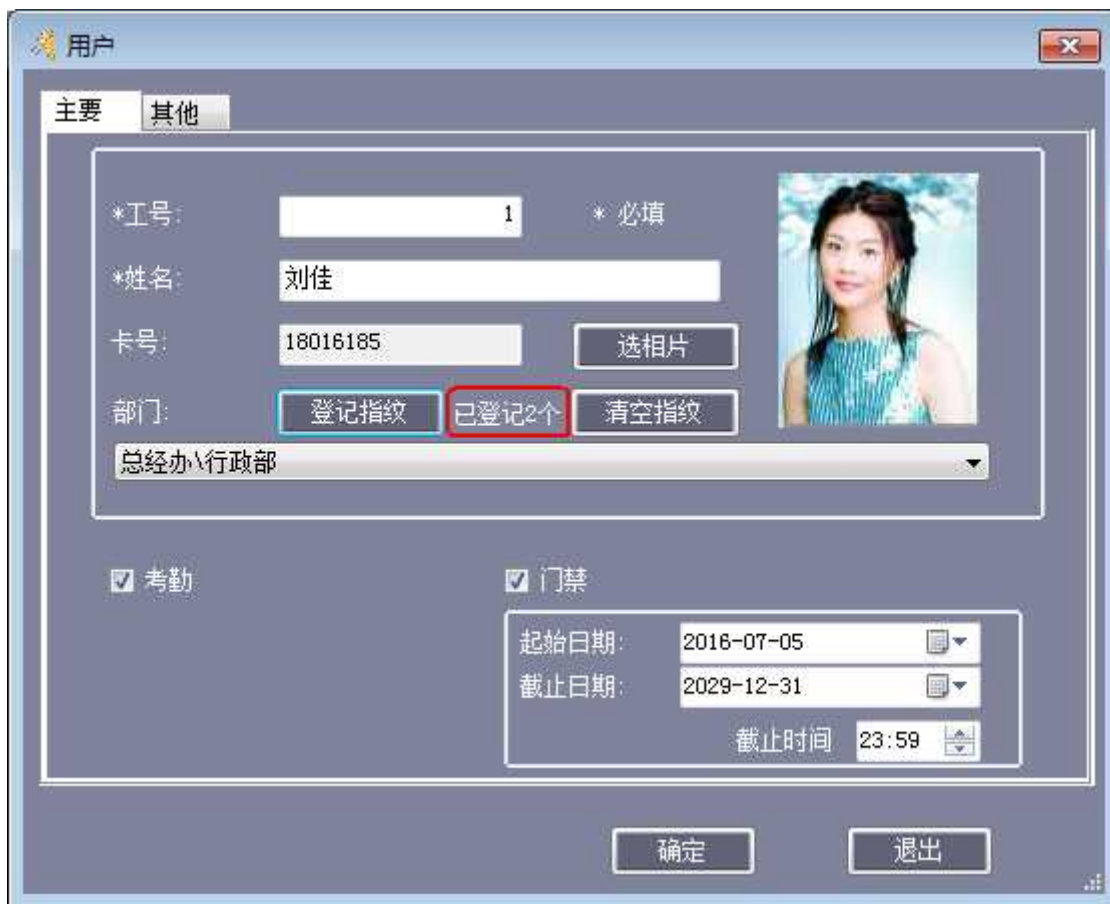 用户
主要 其他
*工号: 1 * 必填
*姓名: 刘佳
卡号: 18016185 选相片
部门: 登记指纹 已登记2个 清空指纹
总经办\行政部
考勤 门禁
起始日期: 2016-07-05
截止日期: 2029-12-31
截止时间 23:59
确定 退出